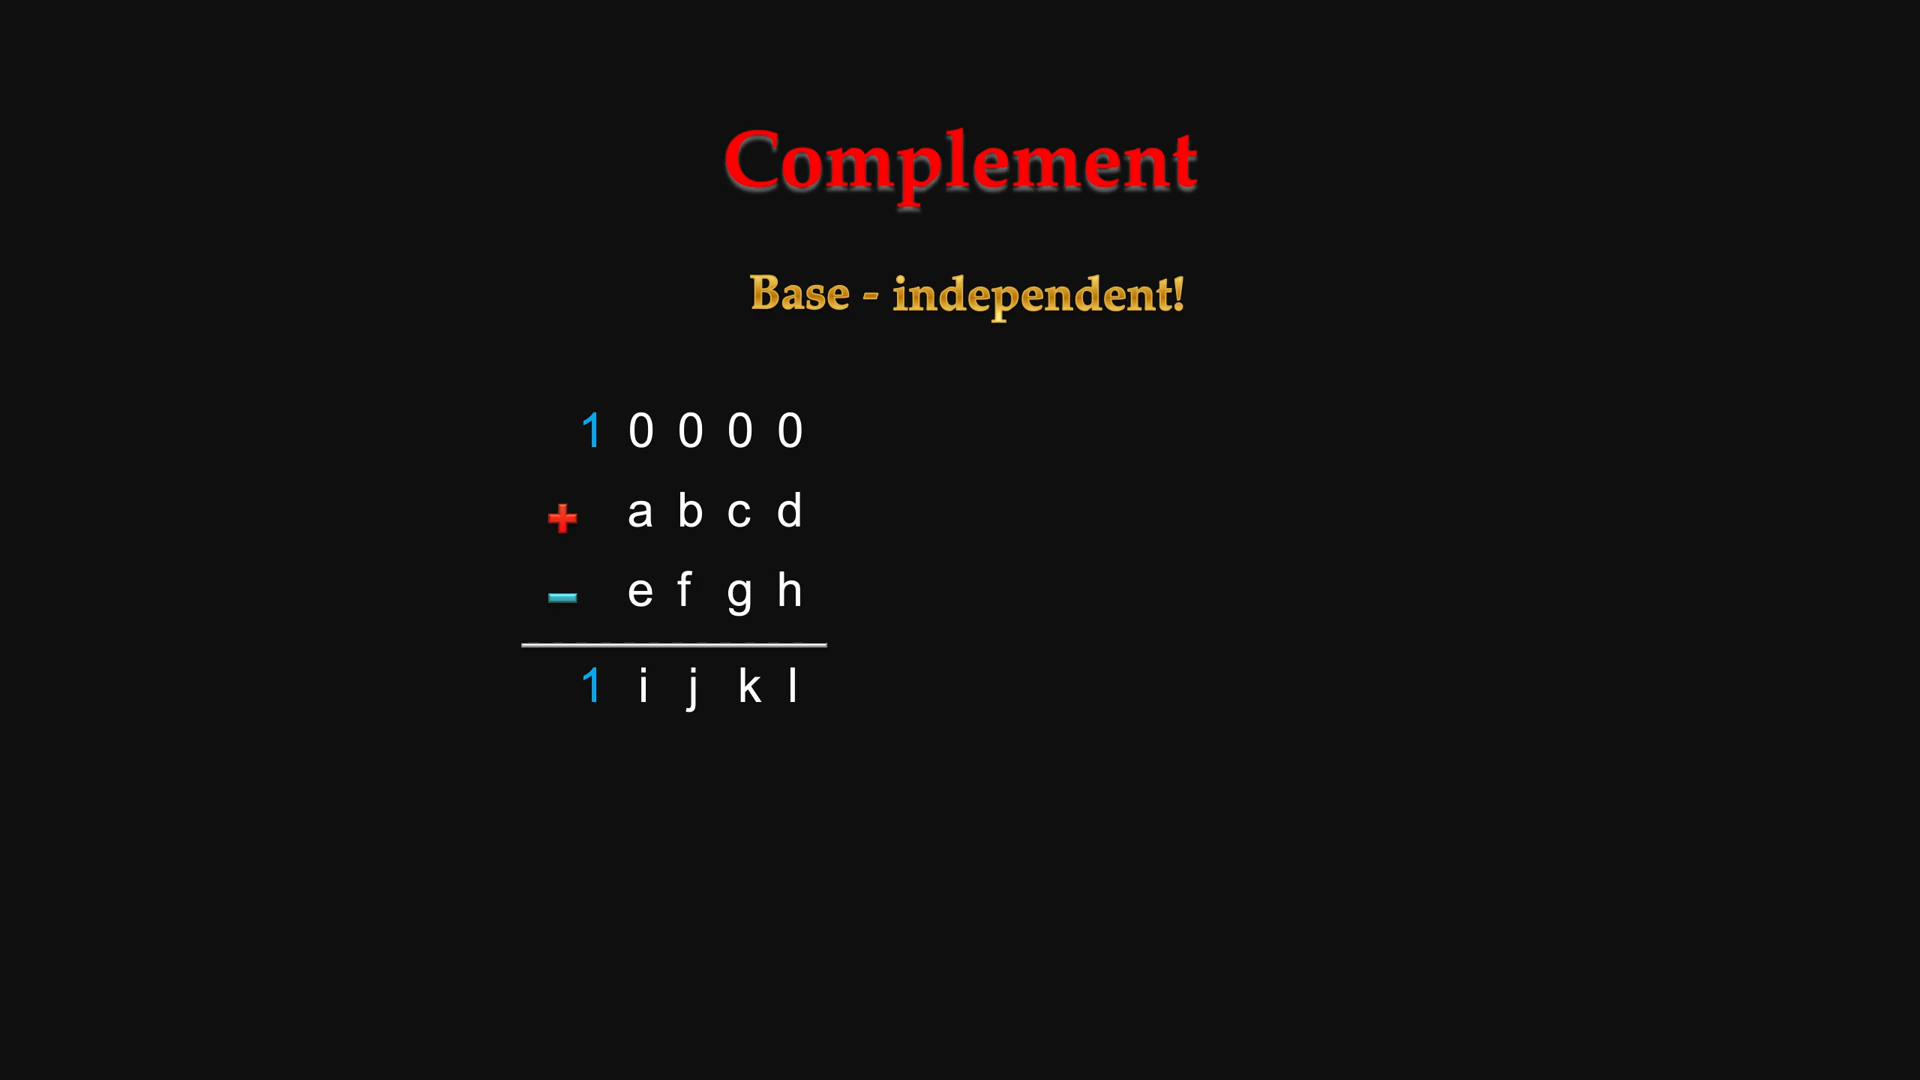 Complement
Base - independent!
1 0 0 0 0
+ a b c d
- e f g h
1 i j k l